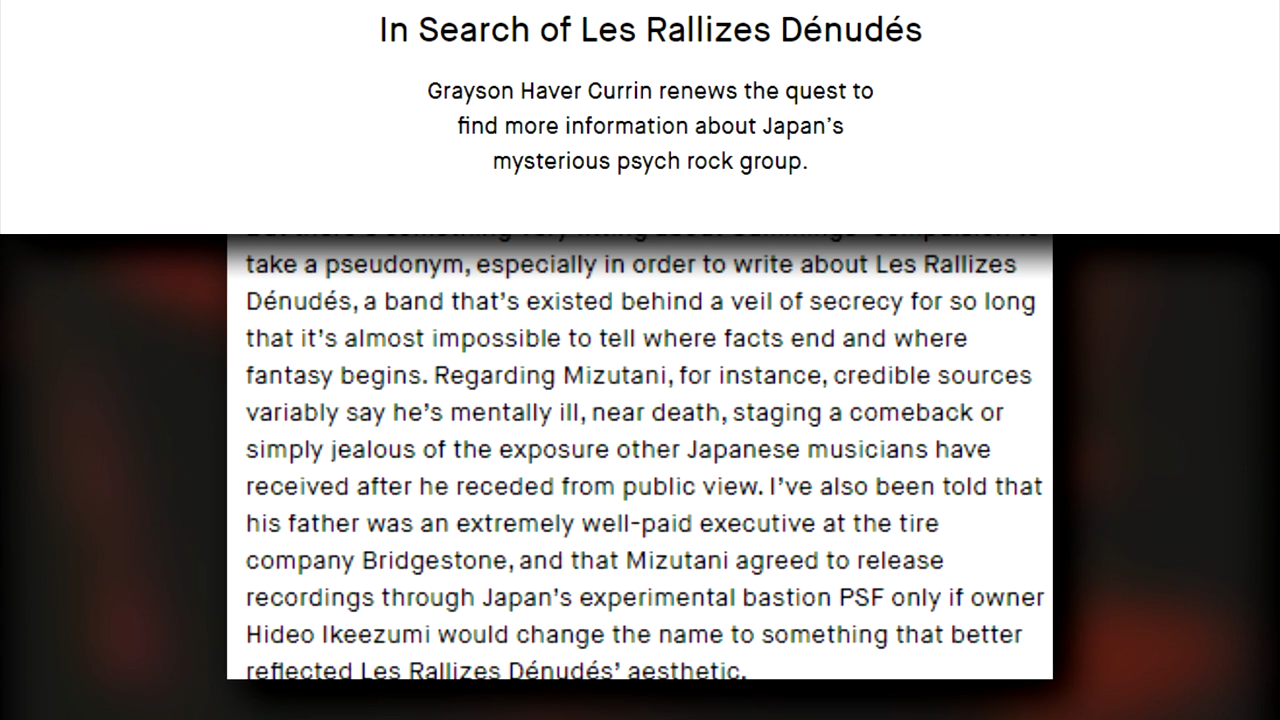 In Search of Les Rallizes Dénudés
Grayson Haver Currin renews the quest to
find more information about Japan's
mysterious psych rock group.
take a pseudonym, especially in order to write about Les Rallizes
Dénudés, a band that's existed behind a veil of secrecy for so long
that it's almost impossible to tell where facts end and where
fantasy begins. Regarding Mizutani, for instance, credible sources
variably say he's mentally ill, near death, staging a comeback or
simply jealous of the exposure other Japanese musicians have
received after he receded from public view. I've also been told that
his father was an extremely well-paid executive at the tire
company Bridgestone, and that Mizutani agreed to release
recordings through Japan's experimental bastion PSF only if owner
Hideo Ikeezumi would change the name to something that better
reflected Les Rallizes Dénudés' aesthetic.